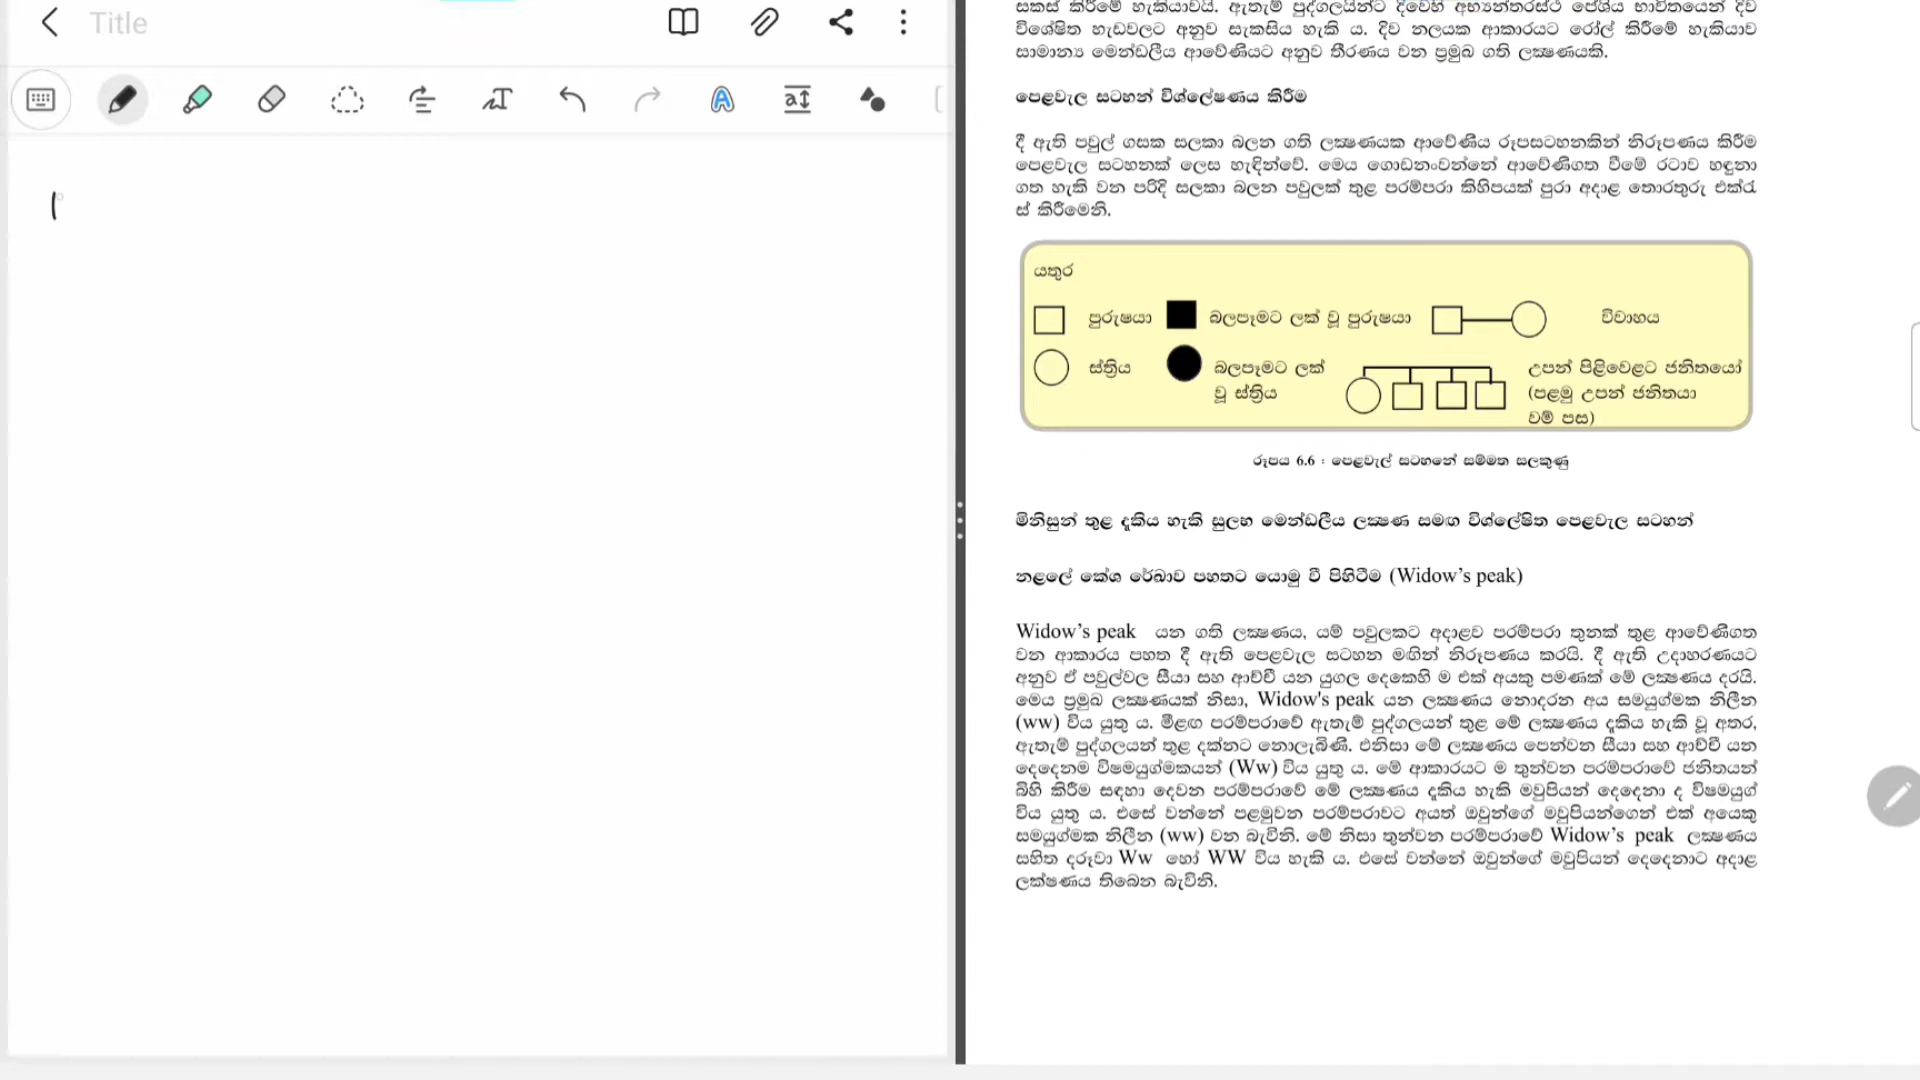 Title
සකස් කිරීමේ හැකියාවයි. ඇතැම් පුද්ගලයින්ට දිවෙහි අභ්‍යන්තරස්ථ පේශිය භාවිතයෙන් දිව
විශේෂිත හැඩවලට අනුව සැකසිය හැකි ය. දිව නලයක ආකාරයට රෝල් කිරීමේ හැකියාව
සාමාන්‍ය මෙන්ඩලීය ආවේණියට අනුව තීරණය වන ප්‍රමුඛ ගති ලක්‍ෂණයකි.
පෙළවැල සටහන් විශ්ලේෂණය කිරීම
දී ඇති පවුල් ගසක සලකා බලන ගති ලක්‍ෂණයක ආවේණිය රූපසටහනකින් නිරූපණය කිරීම
පෙළවැල සටහනක් ලෙස හැඳින්වේ. මෙය ගොඩනංවන්නේ ආවේණිගත වීමේ රටාව හඳුනා
ගත හැකි වන පරිදි සලකා බලන පවුලක් තුළ පරම්පරා කිහිපයක් පුරා අදාළ තොරතුරු එක්රැ
ස් කිරීමෙනි.
යතුර
පුරුෂයා බලපෑමට ලක් වූ පුරුෂයා විවාහය
ස්ත්‍රිය බලපෑමට ලක් වූ ස්ත්‍රිය
උපන් පිළිවෙළට ජනිතයෝ
(පළමු උපන් ජනිතයා
වම් පස)
රූපය 6.6 : පෙළවැල් සටහනේ සම්මත සලකුණු
මිනිසුන් තුළ දැකිය හැකි සුලභ මෙන්ඩලීය ලක්‍ෂණ සමඟ විශ්ලේෂිත පෙළවැල සටහන්
නළලේ කේශ රේඛාව පහතට යොමු වී පිහිටීම (Widow’s peak)
Widow’s peak යන ගති ලක්‍ෂණය, යම් පවුලකට අදාළව පරම්පරා තුනක් තුළ ආවේණිගත
වන ආකාරය පහත දී ඇති පෙළවැල සටහන මඟින් නිරූපණය කරයි. දී ඇති උදාහරණයට
අනුව ඒ පවුල්වල සීයා සහ ආච්චි යන යුගල දෙකෙහි ම එක් අයකු පමණක් මේ ලක්‍ෂණය දරයි.
මෙය ප්‍රමුඛ ලක්‍ෂණයක් නිසා, Widow's peak යන ලක්‍ෂණය නොදරන අය සමයුග්මක නිලීන
(ww) විය යුතු ය. මීළඟ පරම්පරාවේ ඇතැම් පුද්ගලයන් තුළ මේ ලක්‍ෂණය දැකිය හැකි වූ අතර,
ඇතැම් පුද්ගලයන් තුළ දක්නට නොලැබිණි. එනිසා මේ ලක්‍ෂණය පෙන්වන සීයා සහ ආච්චි යන
දෙදෙනම විෂමයුග්මකයන් (Ww) විය යුතු ය. මේ ආකාරයට ම තුන්වන පරම්පරාවේ ජනිතයන්
බිහි කිරීම සඳහා දෙවන පරම්පරාවේ මේ ලක්‍ෂණය දැකිය හැකි මවුපියන් දෙදෙනා ද විෂමයුග්
විය යුතු ය. එසේ වන්නේ පළමුවන පරම්පරාවට අයත් ඔවුන්ගේ මවුපියන්ගෙන් එක් අයෙකු
සමයුග්මක නිලීන (ww) වන බැවිනි. මේ නිසා තුන්වන පරම්පරාවේ Widow’s peak ලක්‍ෂණය
සහිත දරුවා Ww හෝ WW විය හැකි ය. එසේ වන්නේ ඔවුන්ගේ මවුපියන් දෙදෙනාට අදාළ
ලක්ෂණය තිබෙන බැවිනි.